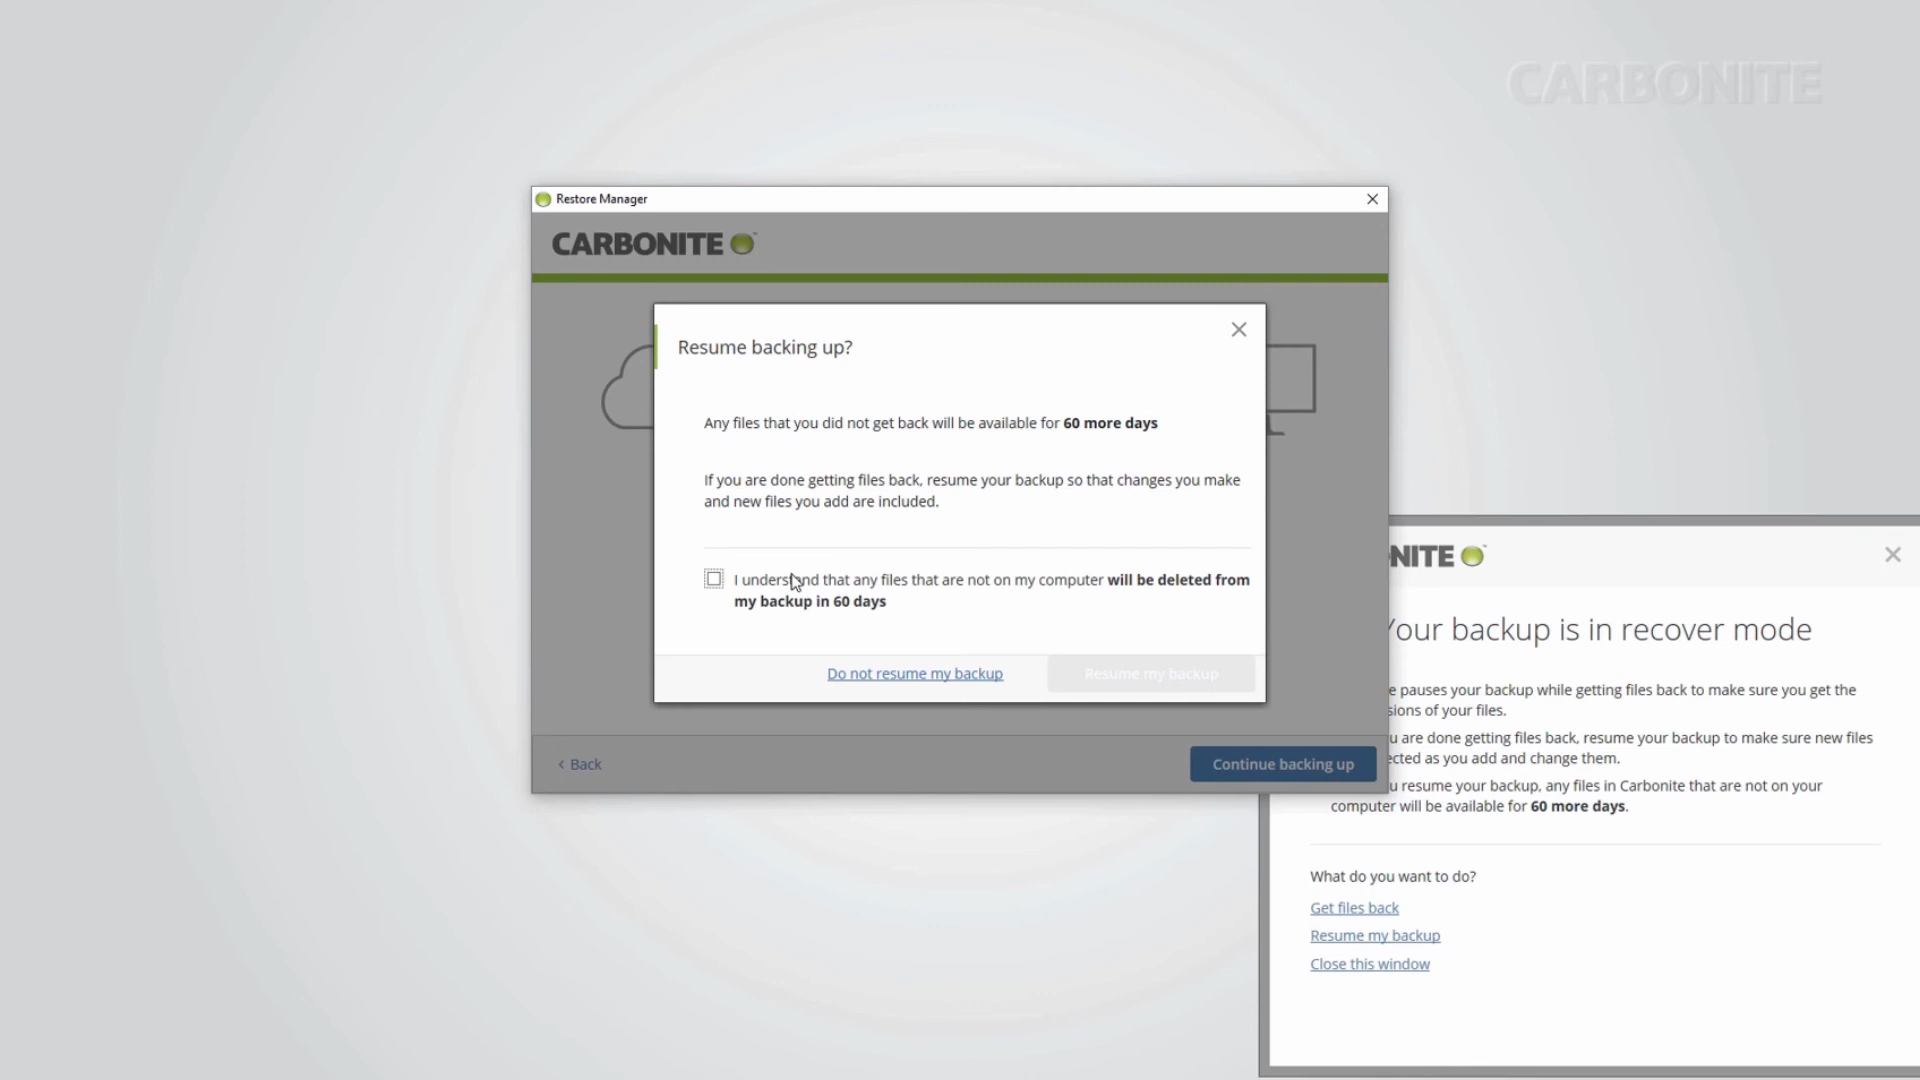 CARBONITE
Restore Manager
CARBONITE
Resume backing up?
Any files that you did not get back will be available for 60 more days
If you are done getting files back, resume your backup so that changes you make
and new files you add are included.
I understand that any files that are not on my computer will be deleted from
my backup in 60 days
Do not resume my backup
Resume my backup
< Back
Continue backing up
NITE
Your backup is in recover mode
e pauses your backup while getting files back to make sure you get the
sions of your files.
u are done getting files back, resume your backup to make sure new files
ected as you add and change them.
u resume your backup, any files in Carbonite that are not on your
computer will be available for 60 more days.
What do you want to do?
Get files back
Resume my backup
Close this window